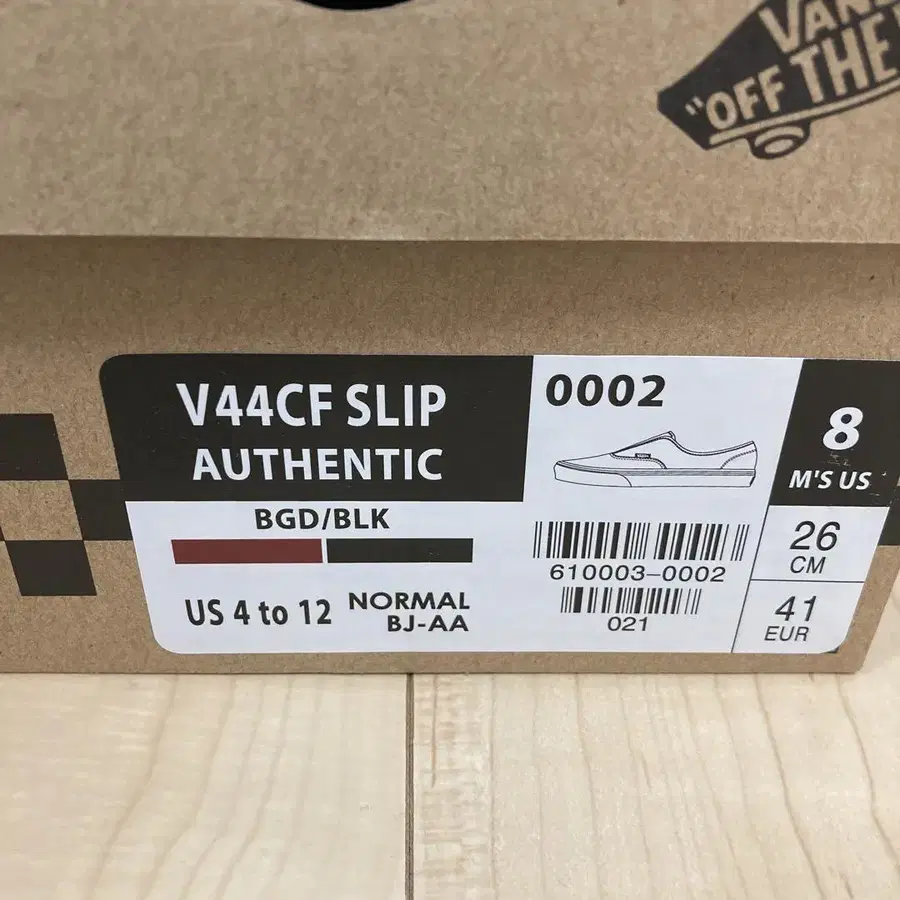 VANS
"OFF THE
V44CF SLIP
AUTHENTIC
BGD/BLK
US 4 to 12
NORMAL
BJ-AA
0002
610003-0002
021
8
M'S US
26
CM
41
EUR